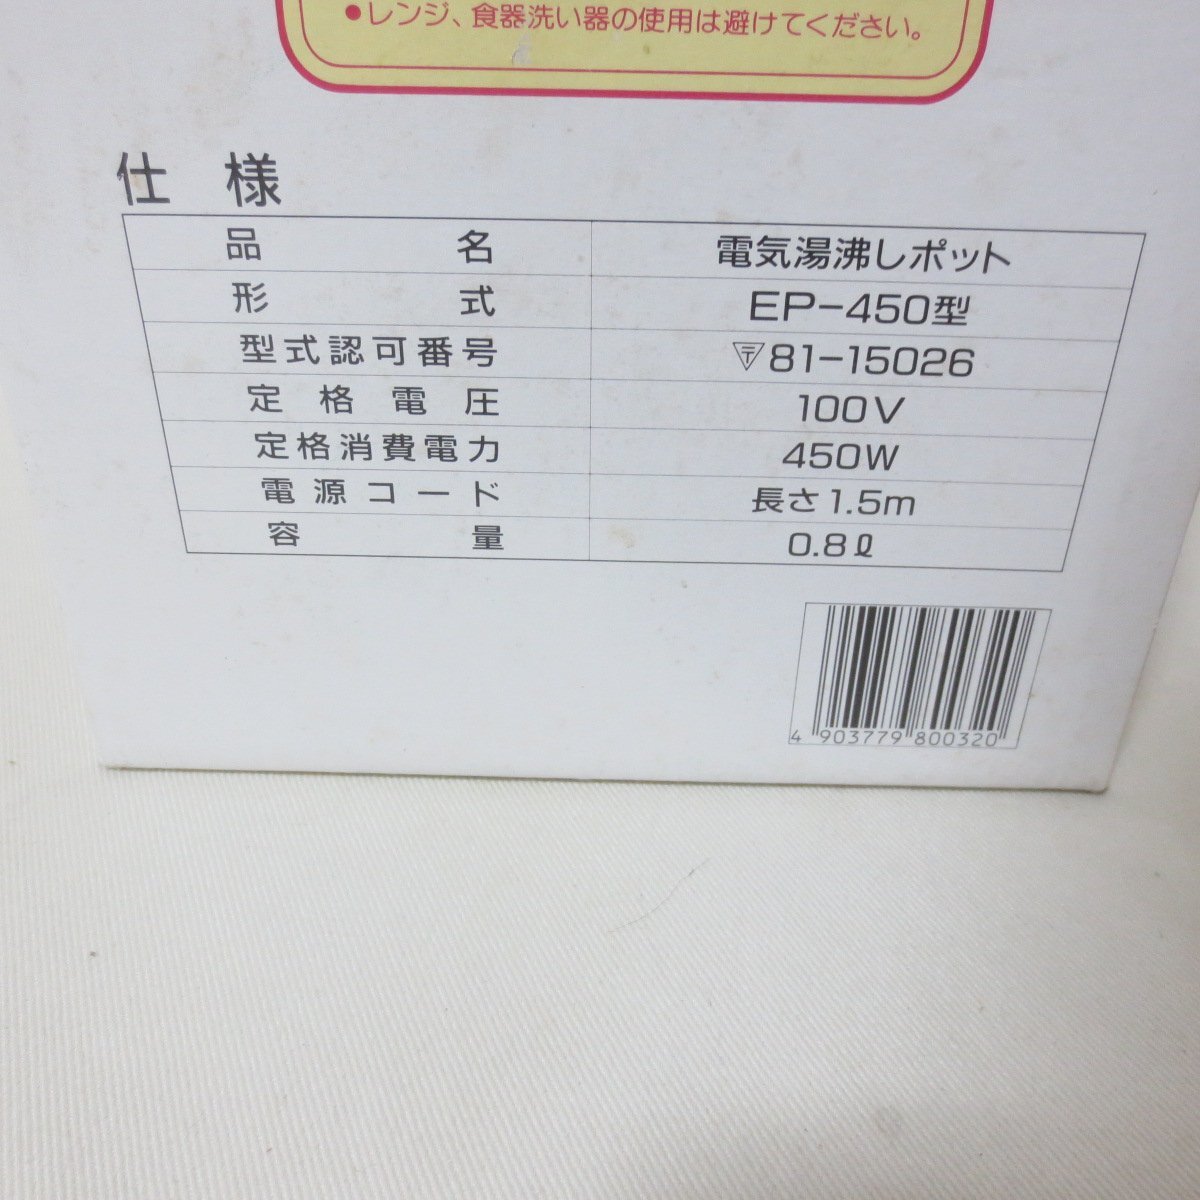 ●レンジ、食器洗い器の使用は避けてください。
仕様
品名 電気湯沸しポット
形式 EP-450型
型式認可番号 〒81-15026
定格電圧 100V
定格消費電力 450W
電源コード 長さ1.5m
容量 0.8ℓ
4 903779 800320